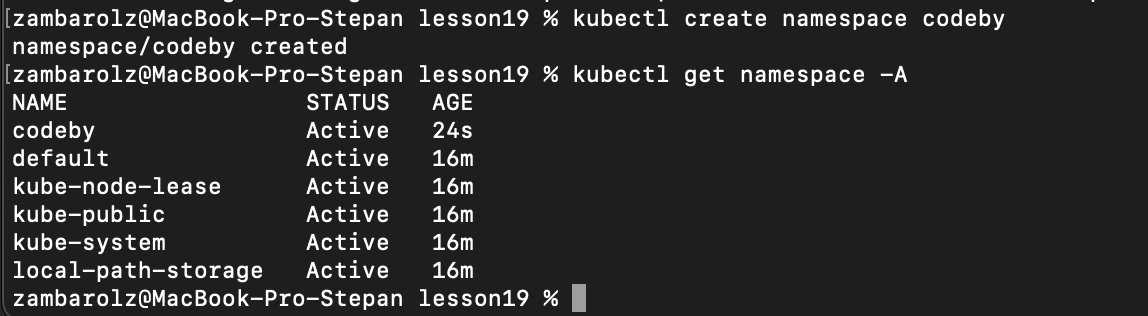 [zambarolz@MacBook-Pro-Stepan lesson19 % kubectl create namespace codeby
namespace/codeby created
[zambarolz@MacBook-Pro-Stepan lesson19 % kubectl get namespace -A
NAME                 STATUS   AGE
codeby               Active   24s
default              Active   16m
kube-node-lease      Active   16m
kube-public          Active   16m
kube-system          Active   16m
local-path-storage   Active   16m
zambarolz@MacBook-Pro-Stepan lesson19 %